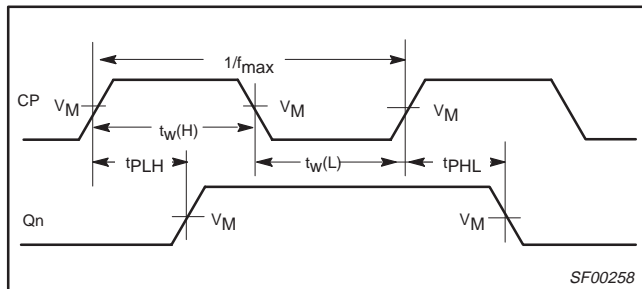 1/fmax
CP VM VM VM
tw(H)
tPLH tw(L) tPHL
Qn VM VM
SF00258